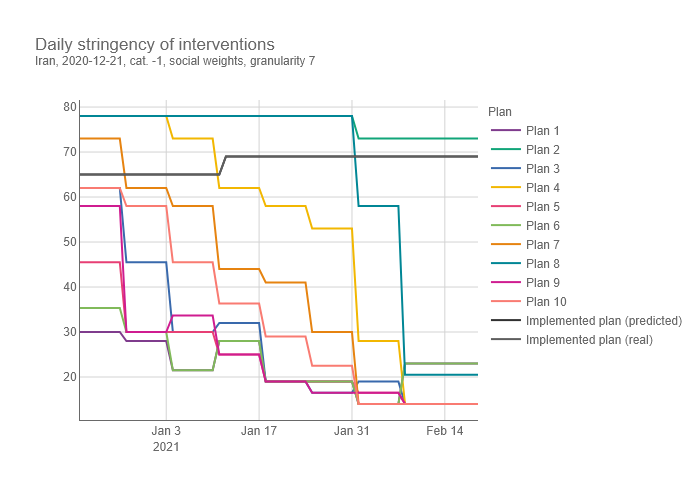 Daily stringency of interventions
Iran, 2020-12-21, cat. -1, social weights, granularity 7
80
70
60
50
40
30
20
Jan 3
2021
Jan 17
Jan 31
Feb 14
Plan
Plan 1
Plan 2
Plan 3
Plan 4
Plan 5
Plan 6
Plan 7
Plan 8
Plan 9
Plan 10
Implemented plan (predicted)
Implemented plan (real)